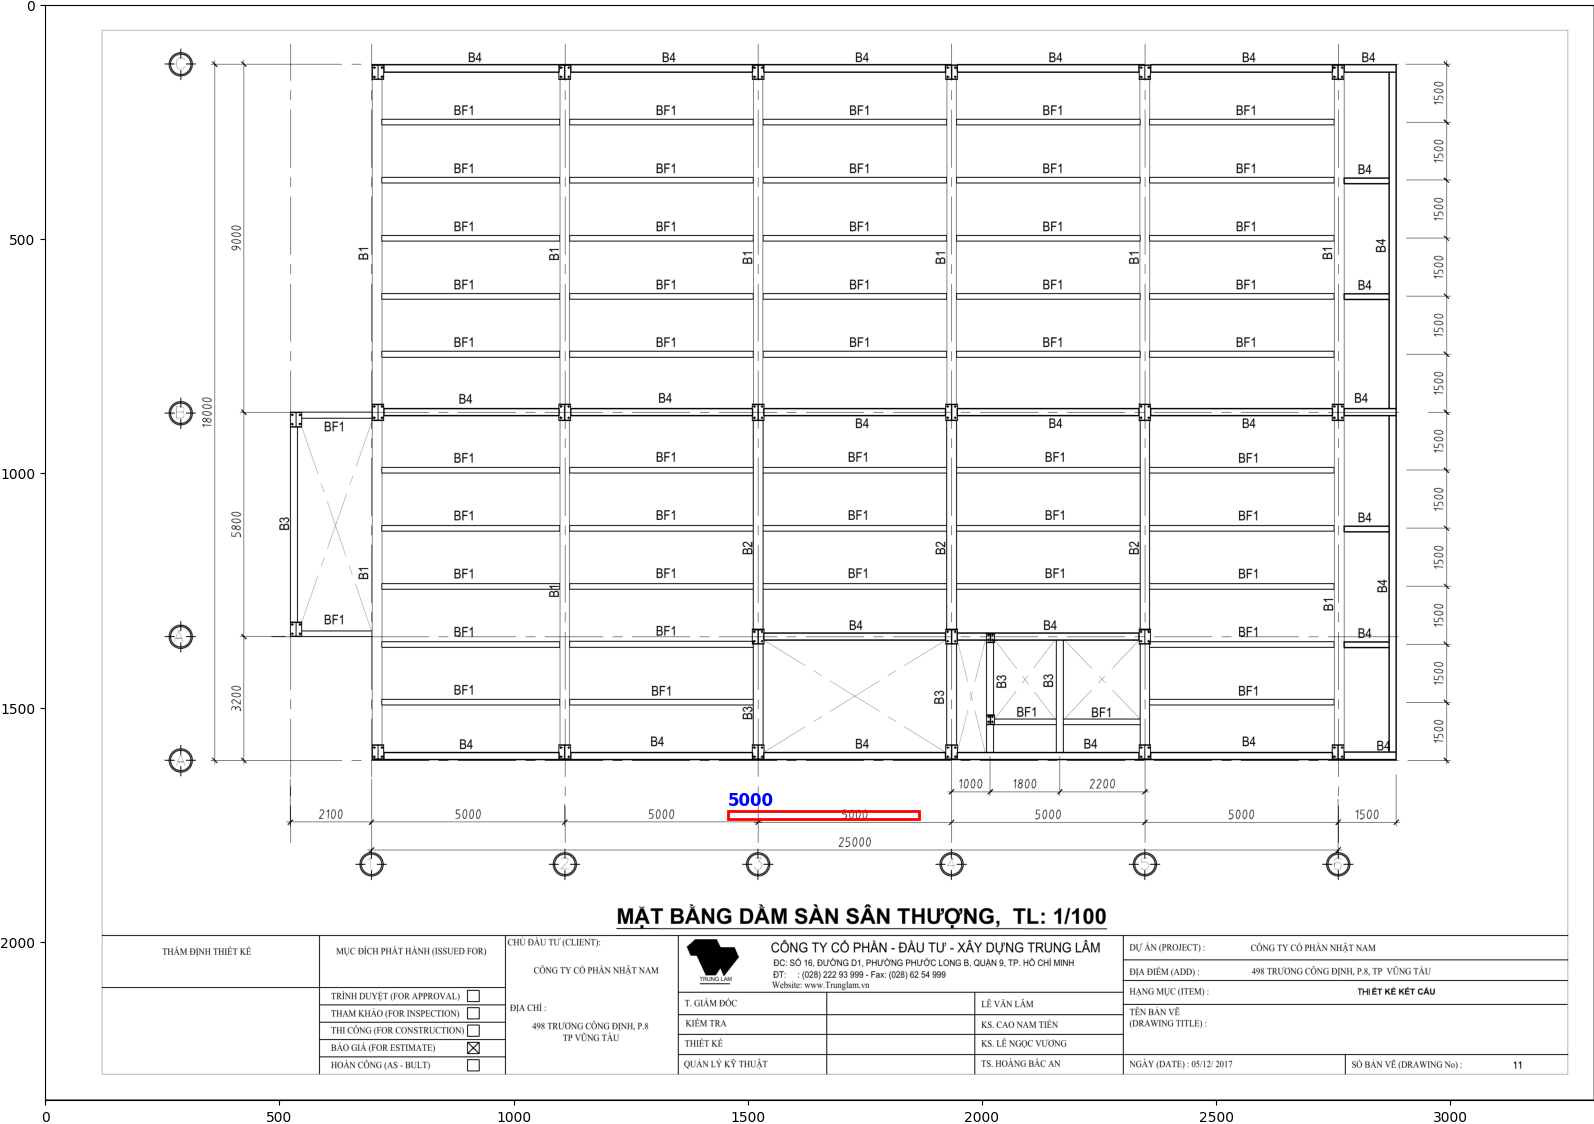 0
500
1000
1500
2000
0
500
1000
1500
2000
2500
3000
B4 B4 B4 B4 B4 B4
BF1 BF1 BF1 BF1 BF1
1500
BF1 BF1 BF1 BF1 BF1 B4
1500
BF1 BF1 BF1 BF1 BF1
1500
9000 B1 B1 B1 B1 B1 B1 B4
1500
BF1 BF1 BF1 BF1 BF1 B4
1500
BF1 BF1 BF1 BF1 BF1
1500
B4 B4 B4
18000
BF1 B4 B4 B4
1500
BF1 BF1 BF1 BF1 BF1
1500
BF1 BF1 BF1 BF1 BF1 B4
5800 B3 B2 B2 B2
1500
BF1 BF1 BF1 BF1 BF1
B1 B1 B1 B4
1500
BF1 BF1 BF1 B4 B4 BF1 B4
1500
3200 BF1 BF1 B3 B3 B3 B3 BF1
BF1 BF1
1500
B4 B4 B4 B4 B4 B4
1000 1800 2200
5000
2100 5000 5000 5000 5000 5000 1500
25000
1 2 3 4 5 6
MẶT BẰNG DẦM SÀN SÂN THƯỢNG, TL: 1/100
THẨM ĐỊNH THIẾT KẾ
MỤC ĐÍCH PHÁT HÀNH (ISSUED FOR)
TRÌNH DUYỆT (FOR APPROVAL)
THAM KHẢO (FOR INSPECTION)
THI CÔNG (FOR CONSTRUCTION)
BÁO GIÁ (FOR ESTIMATE)
HOÀN CÔNG (AS - BULT)
CHỦ ĐẦU TƯ (CLIENT):
CÔNG TY CỔ PHẦN NHẬT NAM
ĐỊA CHỈ :
498 TRƯƠNG CÔNG ĐỊNH, P.8
TP VŨNG TÀU
TRUNG LAM
CÔNG TY CỔ PHẦN - ĐẦU TƯ - XÂY DỰNG TRUNG LÂM
ĐC: SỐ 16, ĐƯỜNG D1, PHƯỜNG PHƯỚC LONG B, QUẬN 9, TP. HỒ CHÍ MINH
ĐT: : (028) 222 93 999 - Fax: (028) 62 54 999
Website: www.Trunglam.vn
T. GIÁM ĐỐC LÊ VĂN LÂM
KIỂM TRA KS. CAO NAM TIẾN
THIẾT KẾ KS. LÊ NGỌC VƯƠNG
QUẢN LÝ KỸ THUẬT TS. HOÀNG BẮC AN
DỰ ÁN (PROJECT) : CÔNG TY CỔ PHẦN NHẬT NAM
ĐỊA ĐIỂM (ADD) : 498 TRƯƠNG CÔNG ĐỊNH, P.8, TP VŨNG TÀU
HẠNG MỤC (ITEM) : THIẾT KẾ KẾT CẤU
TÊN BẢN VẼ
(DRAWING TITLE) :
NGÀY (DATE) : 05/12/ 2017 SỐ BẢN VẼ (DRAWING No) : 11